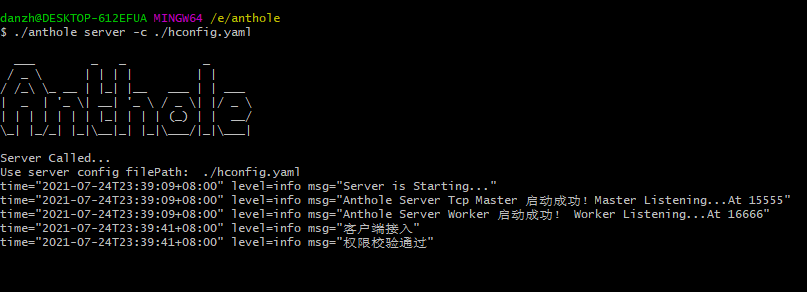 danzh@DESKTOP-612EFUA MINGW64 /e/anthole
$ ./anthole server -c ./hconfig.yaml
Anthole
Server Called...
Use server config filePath:  ./hconfig.yaml
time="2021-07-24T23:39:09+08:00" level=info msg="Server is Starting..."
time="2021-07-24T23:39:09+08:00" level=info msg="Anthole Server Tcp Master 启动成功! Master Listening...At 15555"
time="2021-07-24T23:39:09+08:00" level=info msg="Anthole Server Worker 启动成功!  Worker Listening...At 16666"
time="2021-07-24T23:39:41+08:00" level=info msg="客户端接入"
time="2021-07-24T23:39:41+08:00" level=info msg="权限校验通过"